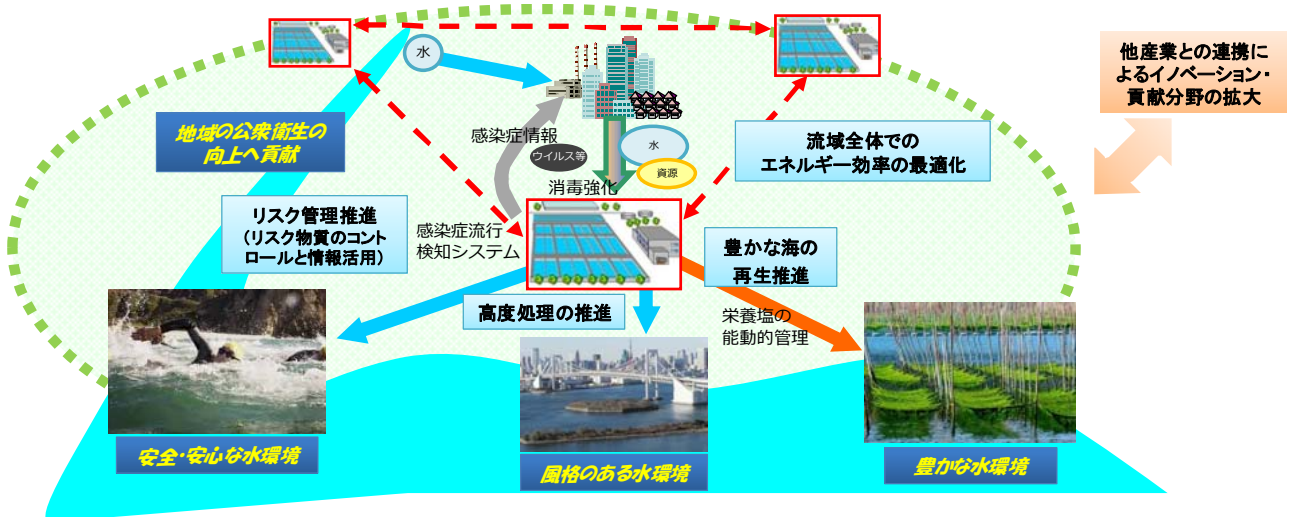 水
他産業との連携に
よるイノベーション・
貢献分野の拡大
地域の公衆衛生の
向上へ貢献
感染症情報
ウイルス等
水
資源
消毒強化
流域全体での
エネルギー効率の最適化
リスク管理推進
（リスク物質のコント
ロールと情報活用）
感染症流行
検知システム
豊かな海の
再生推進
高度処理の推進
栄養塩の
能動的管理
安全・安心な水環境
風格のある水環境
豊かな水環境